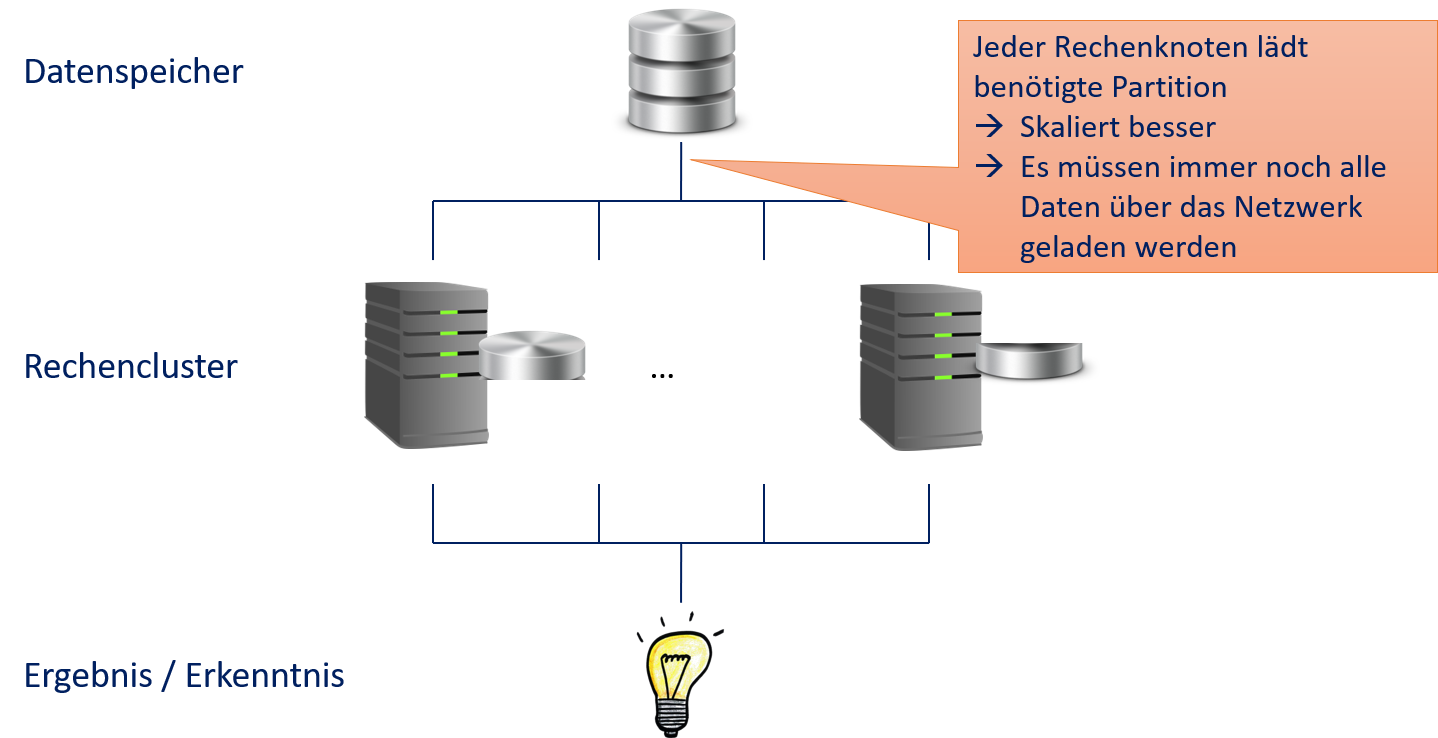 Datenspeicher
Jeder Rechenknoten lädt
benötigte Partition
→ Skaliert besser
→ Es müssen immer noch alle
Daten über das Netzwerk
geladen werden
Rechencluster
...
Ergebnis / Erkenntnis